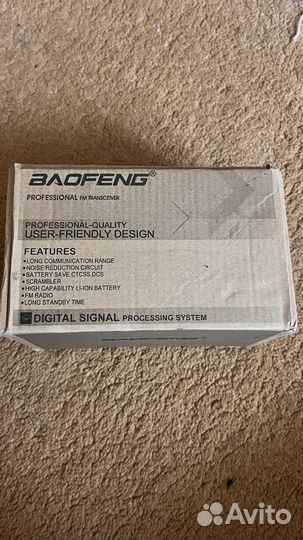 BAOFENG®
PROFESSIONAL FM TRANSCEIVER
PROFESSIONAL-QUALITY
USER-FRIENDLY DESIGN
FEATURES
•LONG COMMUNICATION RANGE
•NOISE REDUCTION CIRCUIT
•BATTERY SAVE,CTCSS,DCS
•SCRAMBLER
•HIGH CAPABILITY LI-ION BATTERY
•FM RADIO
•LONG STANDBY TIME
DIGITAL SIGNAL PROCESSING SYSTEM
BAOFENG
Avito